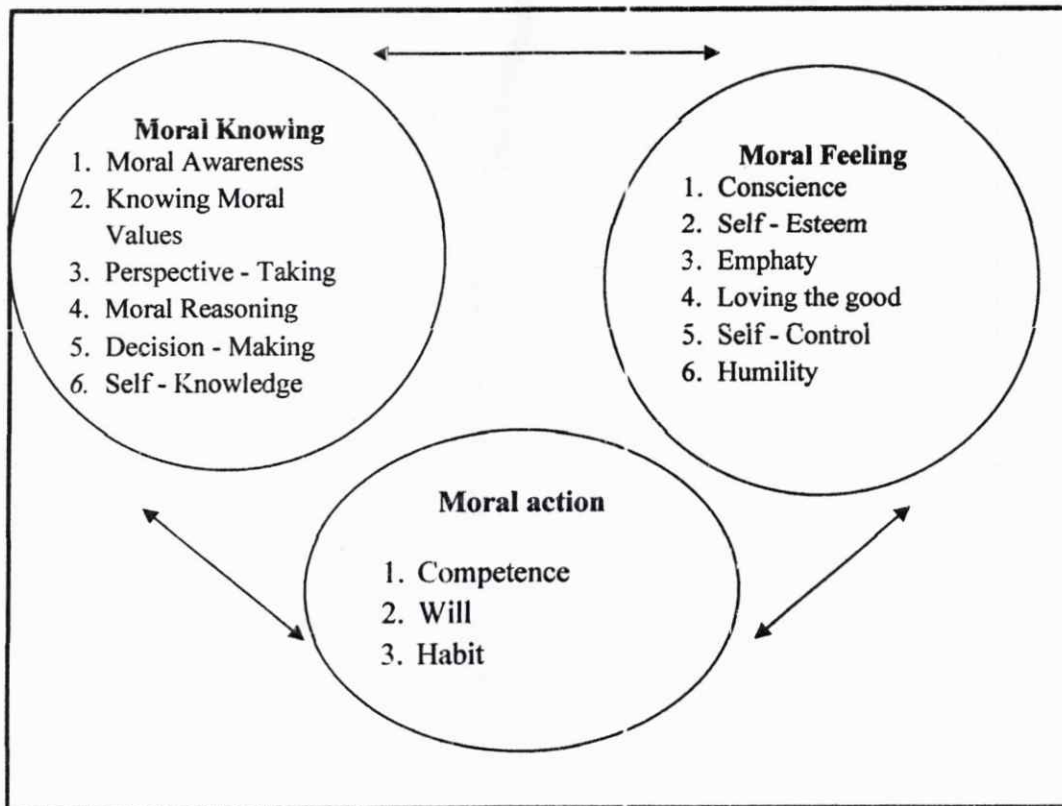 Moral Knowing
1. Moral Awareness
2. Knowing Moral
Values
3. Perspective - Taking
4. Moral Reasoning
5. Decision - Making
6. Self - Knowledge
Moral Feeling
1. Conscience
2. Self - Esteem
3. Emphaty
4. Loving the good
5. Self - Control
6. Humility
Moral action
1. Competence
2. Will
3. Habit